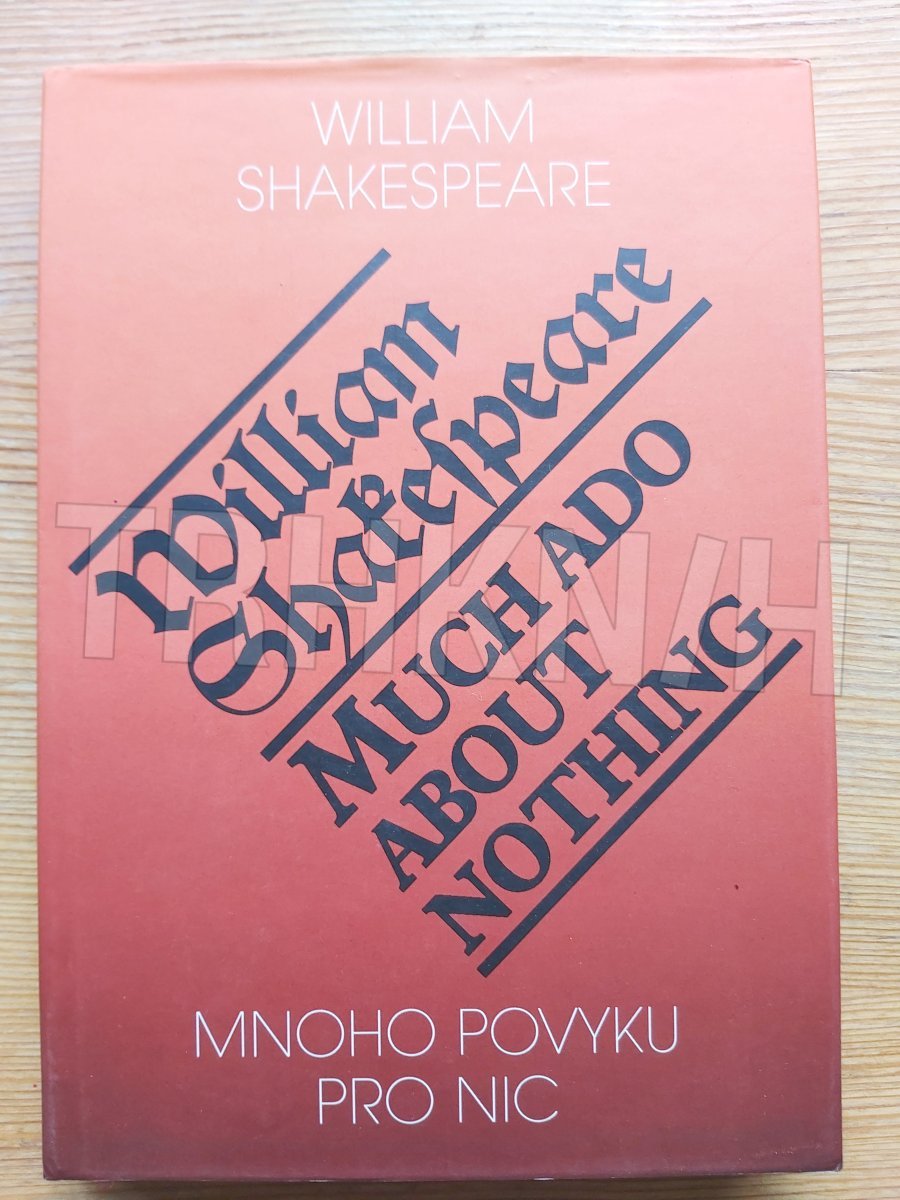 WILLIAM
SHAKESPEARE
William
Shakeſpeare
MUCH ADO
ABOUT
NOTHING
MNOHO POVYKU
PRO NIC